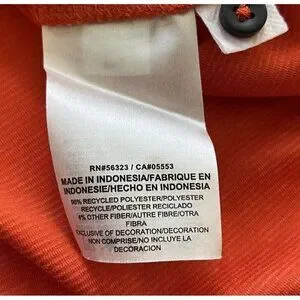 RN#56323 / CA#05553
MADE IN INDONESIA/FABRIQUE EN
INDONESIE/HECHO EN INDONESIA
96% RECYCLED POLYESTER/POLYESTER
RECYCLE/POLIESTER RECICLADO
4% OTHER FIBER/AUTRE FIBRE/OTRA
FIBRA
EXCLUSIVE OF DECORATION/DECORATION
NON COMPRISE/NO INCLUYE LA
DECORACION